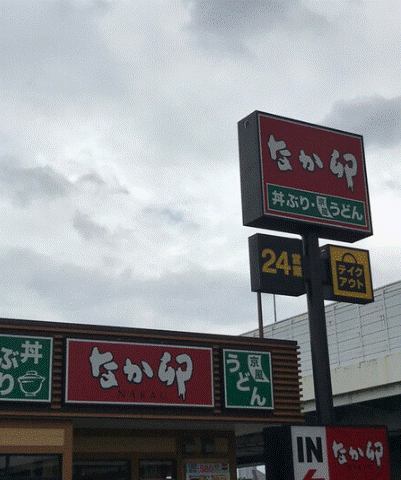 なか卯
丼ぶり・京風うどん
24営業
時間
テイク
アウト
丼
ぶり
なか卯
NAKAU
京風
うどん
IN
なか卯